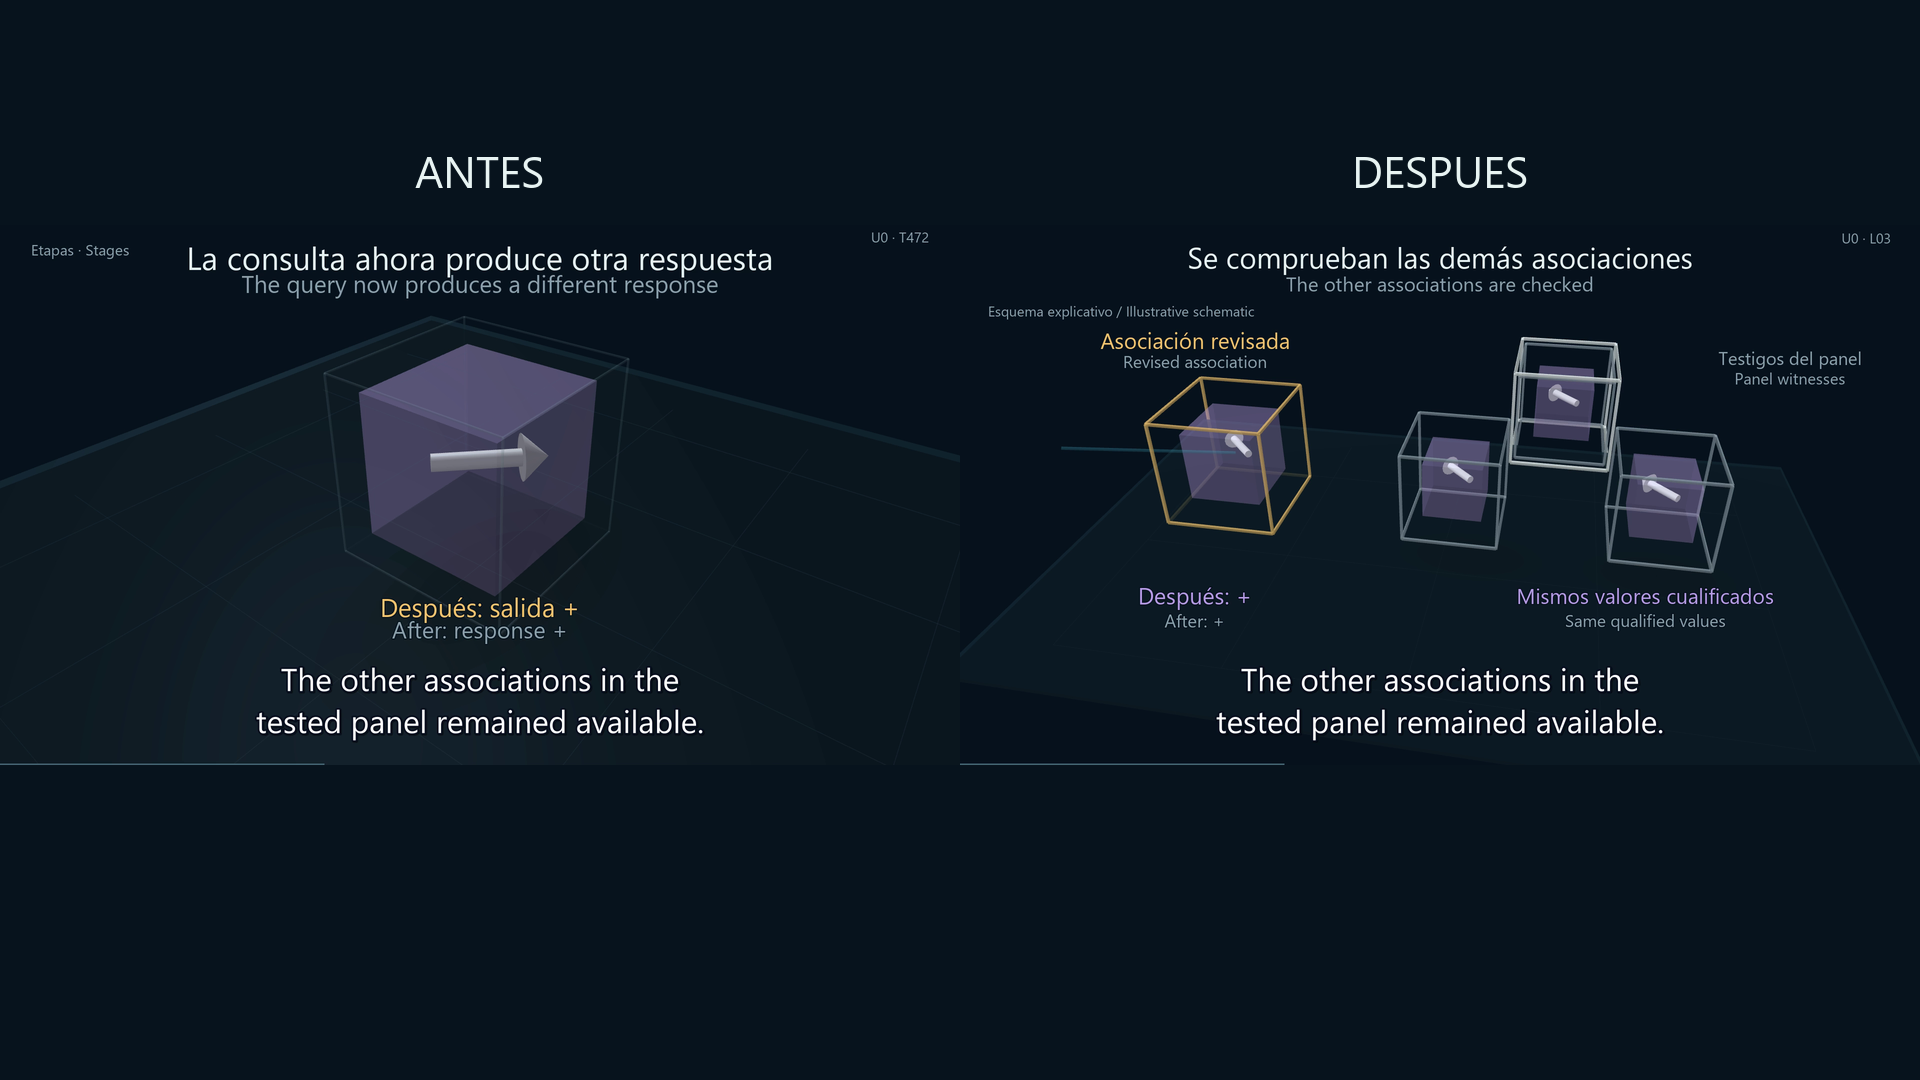 ANTES
Etapas · Stages
U0 · T472
La consulta ahora produce otra respuesta
The query now produces a different response
Después: salida +
After: response +
The other associations in the
tested panel remained available.
DESPUES
U0 · L03
Se comprueban las demás asociaciones
The other associations are checked
Esquema explicativo / Illustrative schematic
Asociación revisada
Revised association
Testigos del panel
Panel witnesses
Después: +
After: +
Mismos valores cualificados
Same qualified values
The other associations in the
tested panel remained available.